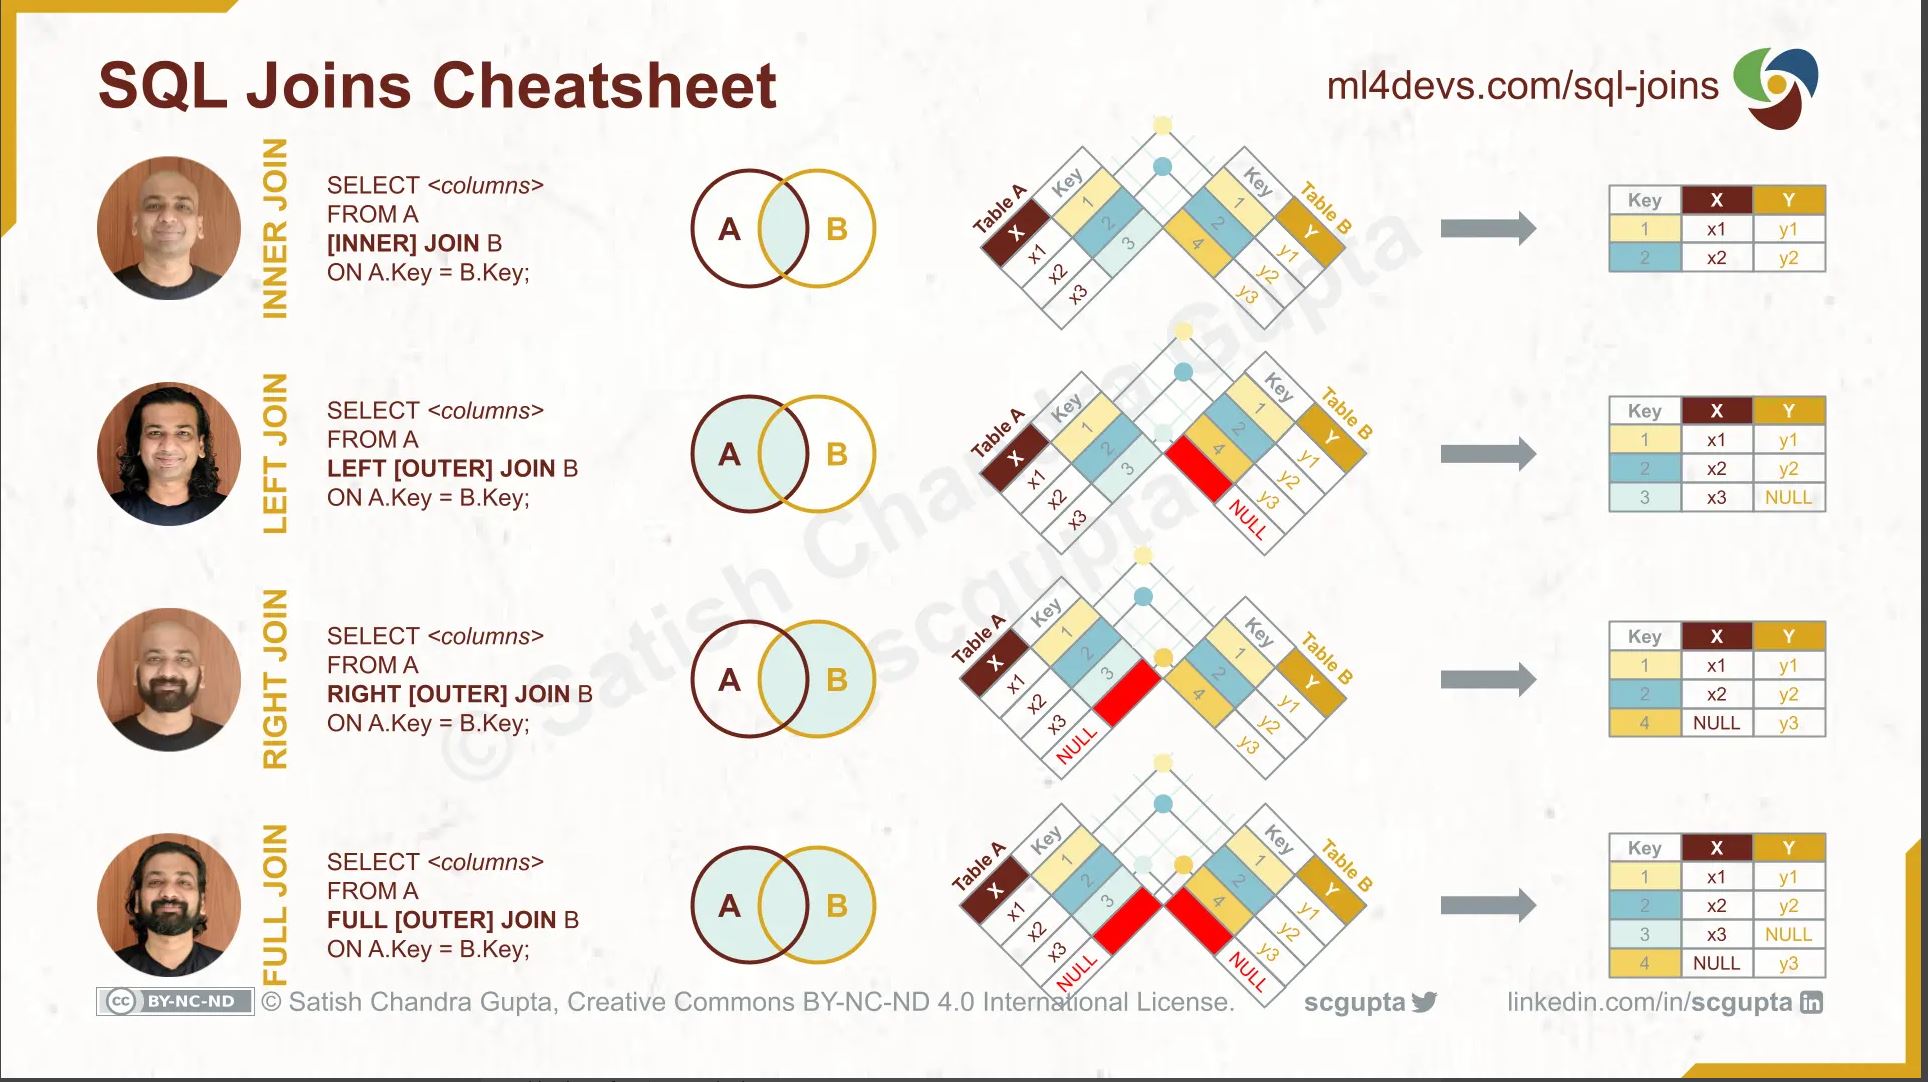 SQL Joins Cheatsheet
ml4devs.com/sql-joins
INNER JOIN
SELECT <columns>
FROM A
[INNER] JOIN B
ON A.Key = B.Key;
A B
Table A
Key
X
1
2
3
x1
x2
x3
Table B
Key
Y
1
2
4
y1
y2
y3
Key X Y
1 x1 y1
2 x2 y2
LEFT JOIN
SELECT <columns>
FROM A
LEFT [OUTER] JOIN B
ON A.Key = B.Key;
A B
Table A
Key
X
1
2
3
x1
x2
x3
Table B
Key
Y
1
2
4
y1
y2
y3
NULL
Key X Y
1 x1 y1
2 x2 y2
3 x3 NULL
RIGHT JOIN
SELECT <columns>
FROM A
RIGHT [OUTER] JOIN B
ON A.Key = B.Key;
A B
Table A
Key
X
1
2
3
x1
x2
x3
NULL
Table B
Key
Y
1
2
4
y1
y2
y3
Key X Y
1 x1 y1
2 x2 y2
4 NULL y3
FULL JOIN
SELECT <columns>
FROM A
FULL [OUTER] JOIN B
ON A.Key = B.Key;
A B
Table A
Key
X
1
2
3
x1
x2
x3
NULL
Table B
Key
Y
1
2
4
y1
y2
y3
NULL
Key X Y
1 x1 y1
2 x2 y2
3 x3 NULL
4 NULL y3
© Satish Chandra Gupta
scgupta
cc BY-NC-ND © Satish Chandra Gupta, Creative Commons BY-NC-ND 4.0 International License. scgupta linkedin.com/in/scgupta in